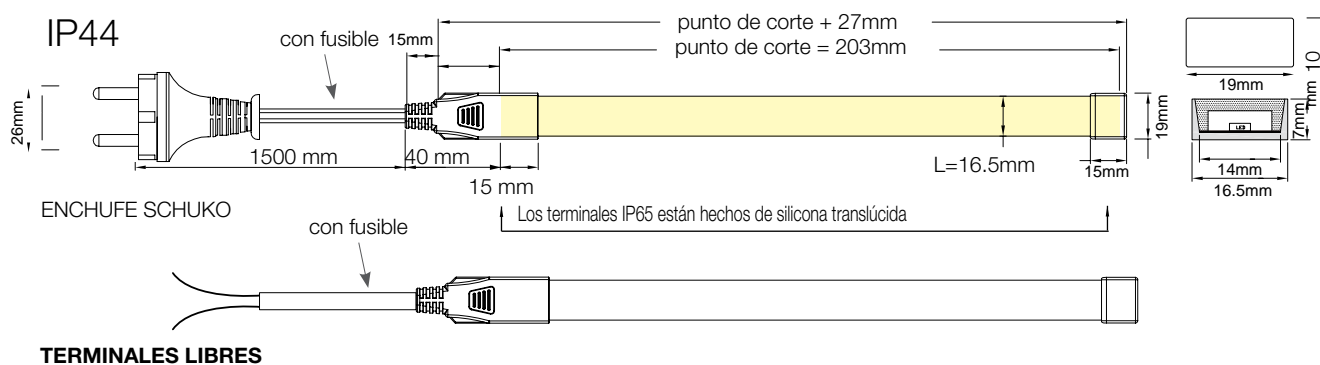 IP44
con fusible
15mm
punto de corte + 27mm
punto de corte = 203mm
10 mm
19mm
26mm
19mm
LED
7mm
1500 mm
40 mm
L=16.5mm
15mm
14mm
15 mm
16.5mm
ENCHUFE SCHUKO
Los terminales IP65 están hechos de silicona translúcida
con fusible
TERMINALES LIBRES